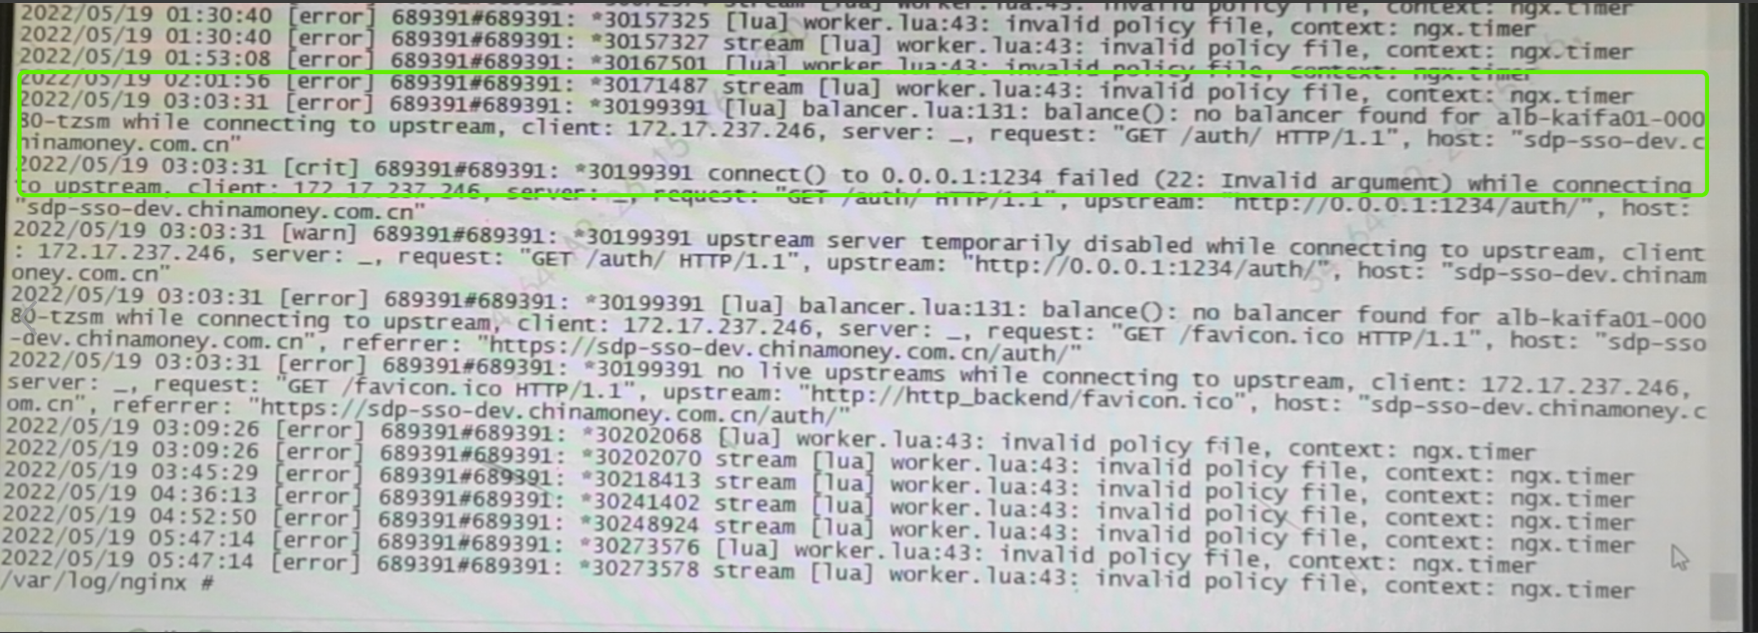 2022/05/19 01:30:40 [error] 689391#689391: *30157325 [lua] worker.lua:43: invalid policy file, context: ngx.timer
2022/05/19 01:30:40 [error] 689391#689391: *30157327 stream [lua] worker.lua:43: invalid policy file, context: ngx.timer
2022/05/19 01:53:08 [error] 689391#689391: *30167501 [lua] worker.lua:43: invalid policy file, context: ngx.timer
2022/05/19 02:01:56 [error] 689391#689391: *30171487 stream [lua] worker.lua:43: invalid policy file, context: ngx.timer
2022/05/19 03:03:31 [error] 689391#689391: *30199391 [lua] balancer.lua:131: balance(): no balancer found for alb-kaifa01-000
80-tzsm while connecting to upstream, client: 172.17.237.246, server: _, request: "GET /auth/ HTTP/1.1", host: "sdp-sso-dev.c
hinamoney.com.cn"
2022/05/19 03:03:31 [crit] 689391#689391: *30199391 connect() to 0.0.0.1:1234 failed (22: Invalid argument) while connecting
to upstream, client: 172.17.237.246, server: _, request: "GET /auth/ HTTP/1.1", upstream: "http://0.0.0.1:1234/auth/", host:
"sdp-sso-dev.chinamoney.com.cn"
2022/05/19 03:03:31 [warn] 689391#689391: *30199391 upstream server temporarily disabled while connecting to upstream, client
: 172.17.237.246, server: _, request: "GET /auth/ HTTP/1.1", upstream: "http://0.0.0.1:1234/auth/", host: "sdp-sso-dev.chinam
oney.com.cn"
2022/05/19 03:03:31 [error] 689391#689391: *30199391 [lua] balancer.lua:131: balance(): no balancer found for alb-kaifa01-000
80-tzsm while connecting to upstream, client: 172.17.237.246, server: _, request: "GET /favicon.ico HTTP/1.1", host: "sdp-sso
-dev.chinamoney.com.cn", referrer: "https://sdp-sso-dev.chinamoney.com.cn/auth/"
2022/05/19 03:03:31 [error] 689391#689391: *30199391 no live upstreams while connecting to upstream, client: 172.17.237.246,
server: _, request: "GET /favicon.ico HTTP/1.1", upstream: "http://http_backend/favicon.ico", host: "sdp-sso-dev.chinamoney.c
om.cn", referrer: "https://sdp-sso-dev.chinamoney.com.cn/auth/"
2022/05/19 03:09:26 [error] 689391#689391: *30202068 [lua] worker.lua:43: invalid policy file, context: ngx.timer
2022/05/19 03:09:26 [error] 689391#689391: *30202070 stream [lua] worker.lua:43: invalid policy file, context: ngx.timer
2022/05/19 03:45:29 [error] 689391#689391: *30218413 stream [lua] worker.lua:43: invalid policy file, context: ngx.timer
2022/05/19 04:36:13 [error] 689391#689391: *30241402 stream [lua] worker.lua:43: invalid policy file, context: ngx.timer
2022/05/19 04:52:50 [error] 689391#689391: *30248924 stream [lua] worker.lua:43: invalid policy file, context: ngx.timer
2022/05/19 05:47:14 [error] 689391#689391: *30273576 [lua] worker.lua:43: invalid policy file, context: ngx.timer
2022/05/19 05:47:14 [error] 689391#689391: *30273578 stream [lua] worker.lua:43: invalid policy file, context: ngx.timer
/var/log/nginx #